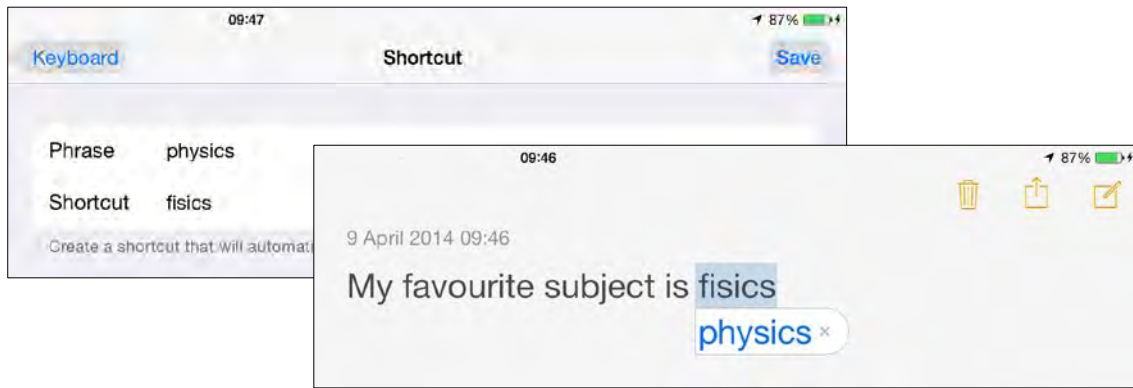 09:47
87%
Keyboard
Shortcut
Save
Phrase physics
Shortcut fisics
Create a shortcut that will automati
09:46
87%
9 April 2014 09:46
My favourite subject is fisics
physics ×